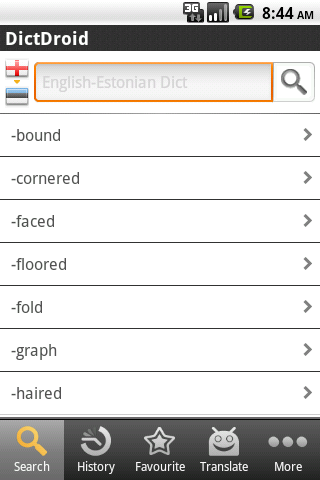 3G 8:44 AM
DictDroid
English-Estonian Dict
-bound
-cornered
-faced
-floored
-fold
-graph
-haired
Search History Favourite Translate More